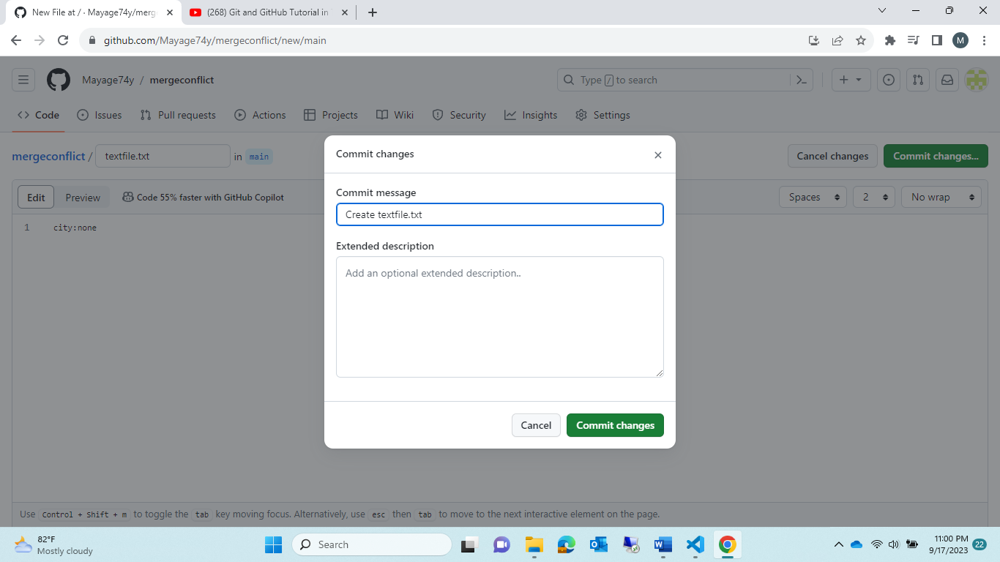 New File at / · Mayage74y/merg
(268) Git and GitHub Tutorial in
github.com/Mayage74y/mergeconflict/new/main
M
Mayage74y / mergeconflict
Type / to search
Code Issues Pull requests Actions Projects Wiki Security Insights Settings
mergeconflict / textfile.txt in main
Cancel changes Commit changes...
Edit Preview Code 55% faster with GitHub Copilot
Spaces 2 No wrap
1 city:none
Commit changes
Commit message
Create textfile.txt
Extended description
Add an optional extended description..
Cancel Commit changes
Use Control + Shift + m to toggle the tab key moving focus. Alternatively, use esc then tab to move to the next interactive element on the page.
82°F
Mostly cloudy
Search
11:00 PM
9/17/2023
22